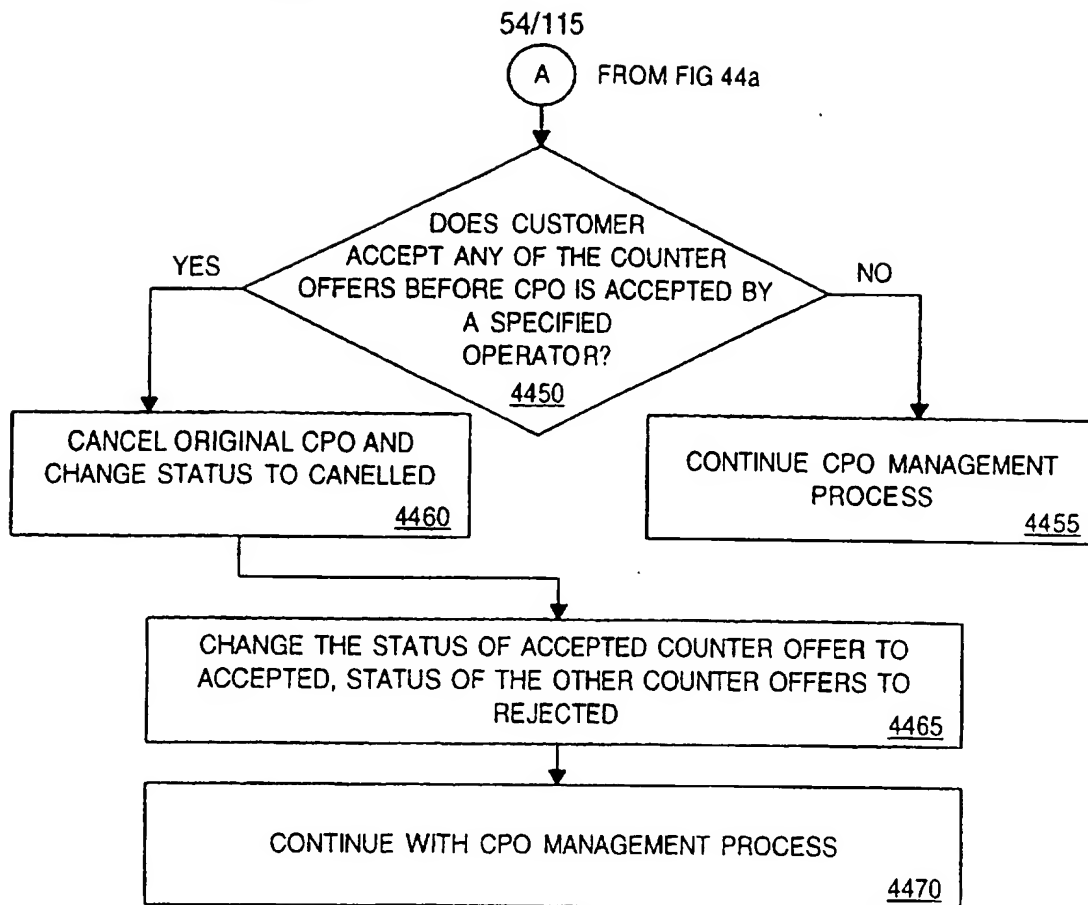 54/115
A FROM FIG 44a
DOES CUSTOMER
ACCEPT ANY OF THE COUNTER
OFFERS BEFORE CPO IS ACCEPTED BY
A SPECIFIED
OPERATOR?
4450
YES
NO
CANCEL ORIGINAL CPO AND
CHANGE STATUS TO CANELLED
4460
CONTINUE CPO MANAGEMENT
PROCESS
4455
CHANGE THE STATUS OF ACCEPTED COUNTER OFFER TO
ACCEPTED, STATUS OF THE OTHER COUNTER OFFERS TO
REJECTED
4465
CONTINUE WITH CPO MANAGEMENT PROCESS
4470